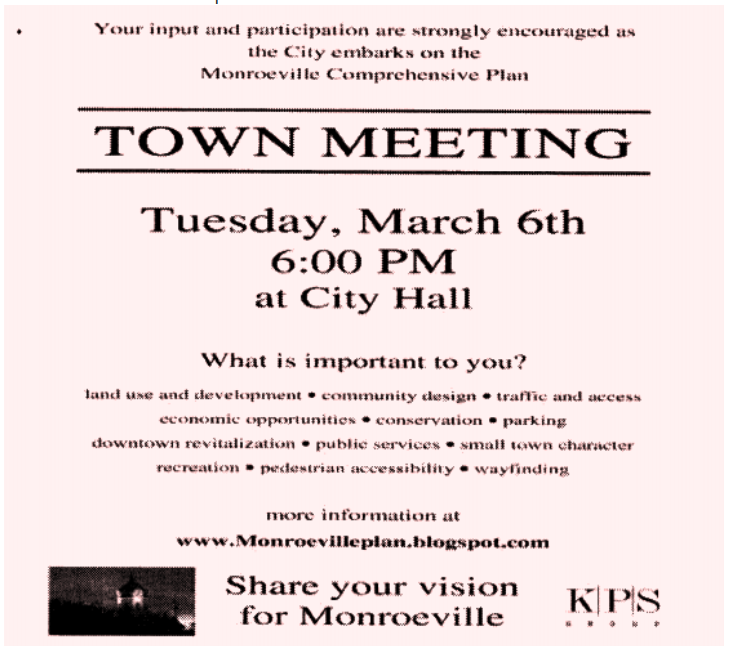 Your input and participation are strongly encouraged as
the City embarks on the
Monroeville Comprehensive Plan
TOWN MEETING
Tuesday, March 6th
6:00 PM
at City Hall
What is important to you?
land use and development • community design • traffic and access
economic opportunities • conservation • parking
downtown revitalization • public services • small town character
recreation • pedestrian accessibility • wayfinding
more information at
www.Monroevilleplan.blogspot.com
Share your vision
for Monroeville
K|P|S
GROUP